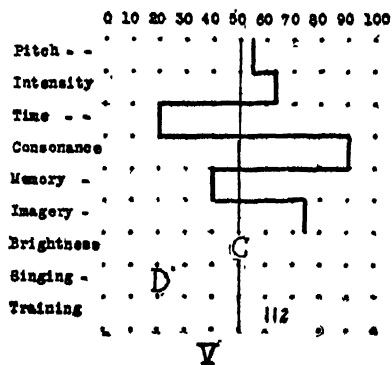 0 10 20 30 40 50 60 70 80 90 100
Pitch -
Intensity
Time - -
Consonance
Memory -
Imagery -
Brightness C
Singing - D
Training 112
V